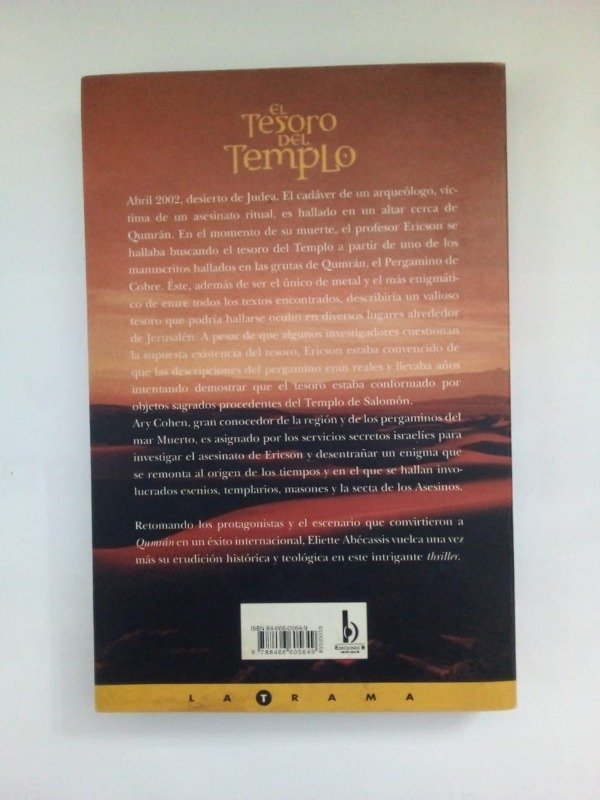 EL
Tesoro
DEL
Templo
Abril 2002, desierto de Judea. El cadáver de un arqueólogo, víc-
tima de un asesinato ritual, es hallado en un altar cerca de
Qumrán. En el momento de su muerte, el profesor Ericson se
hallaba buscando el tesoro del Templo a partir de uno de los
manuscritos hallados en las grutas de Qumrán, el Pergamino de
Cobre. Éste, además de ser el único de metal y el más enigmáti-
co de entre todos los textos encontrados, describiría un valioso
tesoro que podría hallarse oculto en diversos lugares alrededor
de Jerusalén. A pesar de que algunos investigadores cuestionan
la supuesta existencia del tesoro, Ericson estaba convencido de
que las descripciones del pergamino eran reales y llevaba años
intentando demostrar que el tesoro estaba conformado por
objetos sagrados procedentes del Templo de Salomón.
Ary Cohen, gran conocedor de la región y de los pergaminos del
mar Muerto, es asignado por los servicios secretos israelíes para
investigar el asesinato de Ericson y desentrañar un enigma que
se remonta al origen de los tiempos y en el que se hallan invo-
lucrados esenios, templarios, masones y la secta de los Asesinos.
Retomando los protagonistas y el escenario que convirtieron a
Qumrán en un éxito internacional, Eliette Abécassis vuelca una vez
más su erudición histórica y teológica en este intrigante thriller.
ISBN 84-666-0564-9
9 788466 605649
b
Ediciones B
LA TRAMA